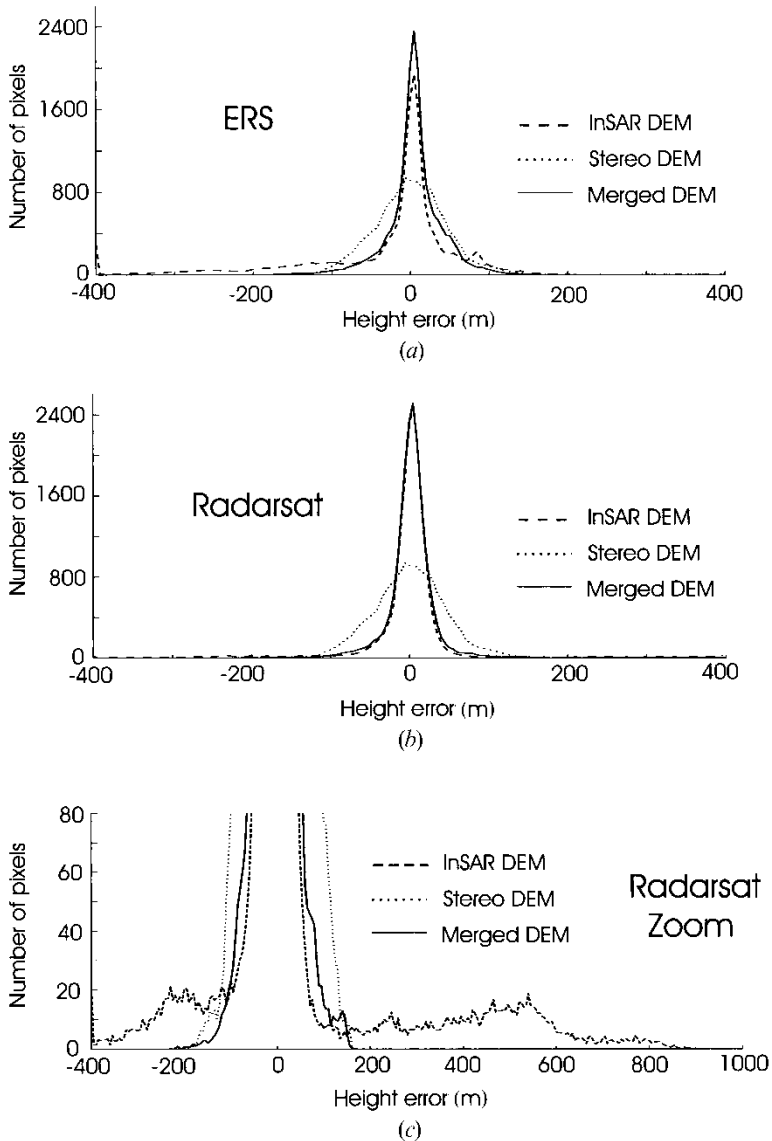 Number of pixels
2400
1600
800
0
ERS
InSAR DEM
Stereo DEM
Merged DEM
-400 -200 0 200 400
Height error (m)
(a)
Number of pixels
2400
1600
800
0
Radarsat
InSAR DEM
Stereo DEM
Merged DEM
-400 -200 0 200 400
Height error (m)
(b)
Number of pixels
80
60
40
20
0
InSAR DEM
Stereo DEM
Merged DEM
Radarsat
Zoom
-400 -200 0 200 400 600 800 1000
Height error (m)
(c)